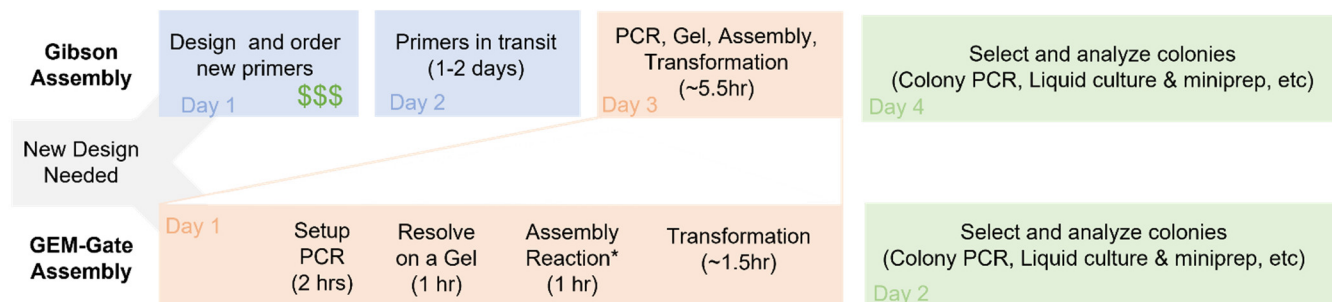 Gibson
Assembly
Design and order
new primers
$$$
Day 1
Primers in transit
(1-2 days)
Day 2
PCR, Gel, Assembly,
Transformation
(~5.5hr)
Day 3
Select and analyze colonies
(Colony PCR, Liquid culture & miniprep, etc)
Day 4
New Design
Needed
GEM-Gate
Assembly
Day 1
Setup
PCR
(2 hrs)
Resolve
on a Gel
(1 hr)
Assembly
Reaction*
(1 hr)
Transformation
(~1.5hr)
Select and analyze colonies
(Colony PCR, Liquid culture & miniprep, etc)
Day 2